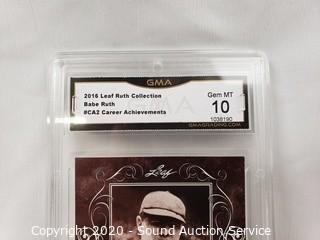 GMA
2016 Leaf Ruth Collection
Babe Ruth
#CA2 Career Achievements
Gem MT
10
1038190
GMAGRADING.COM
Leaf
Copyright 2020 - Sound Auction Service